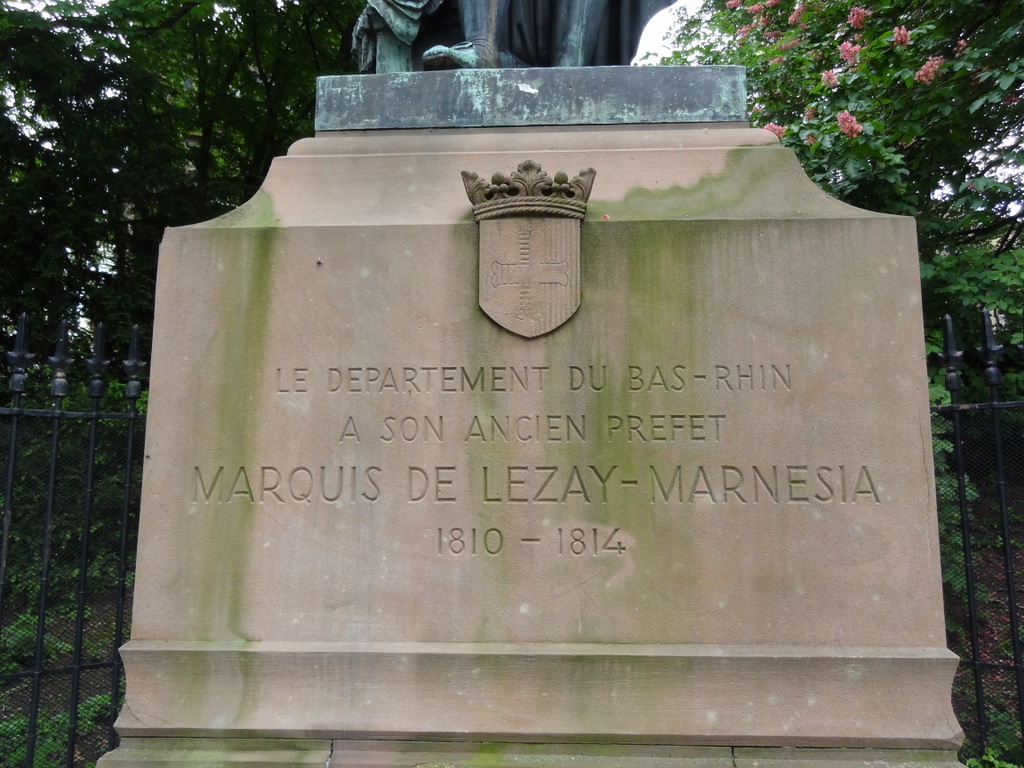 LE DEPARTEMENT DU BAS-RHIN
A SON ANCIEN PREFET
MARQUIS DE LEZAY-MARNESIA
1810 - 1814